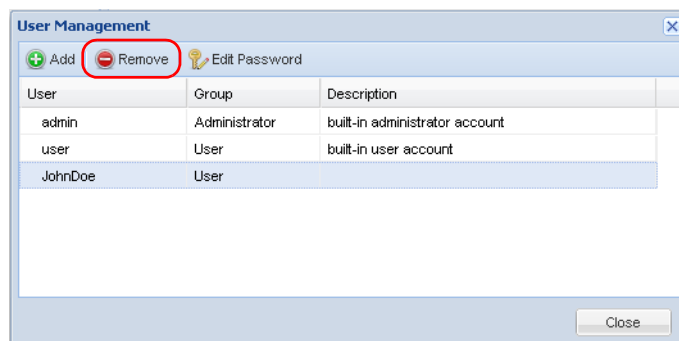 User Management
Add Remove Edit Password
User Group Description
admin Administrator built-in administrator account
user User built-in user account
JohnDoe User
Close